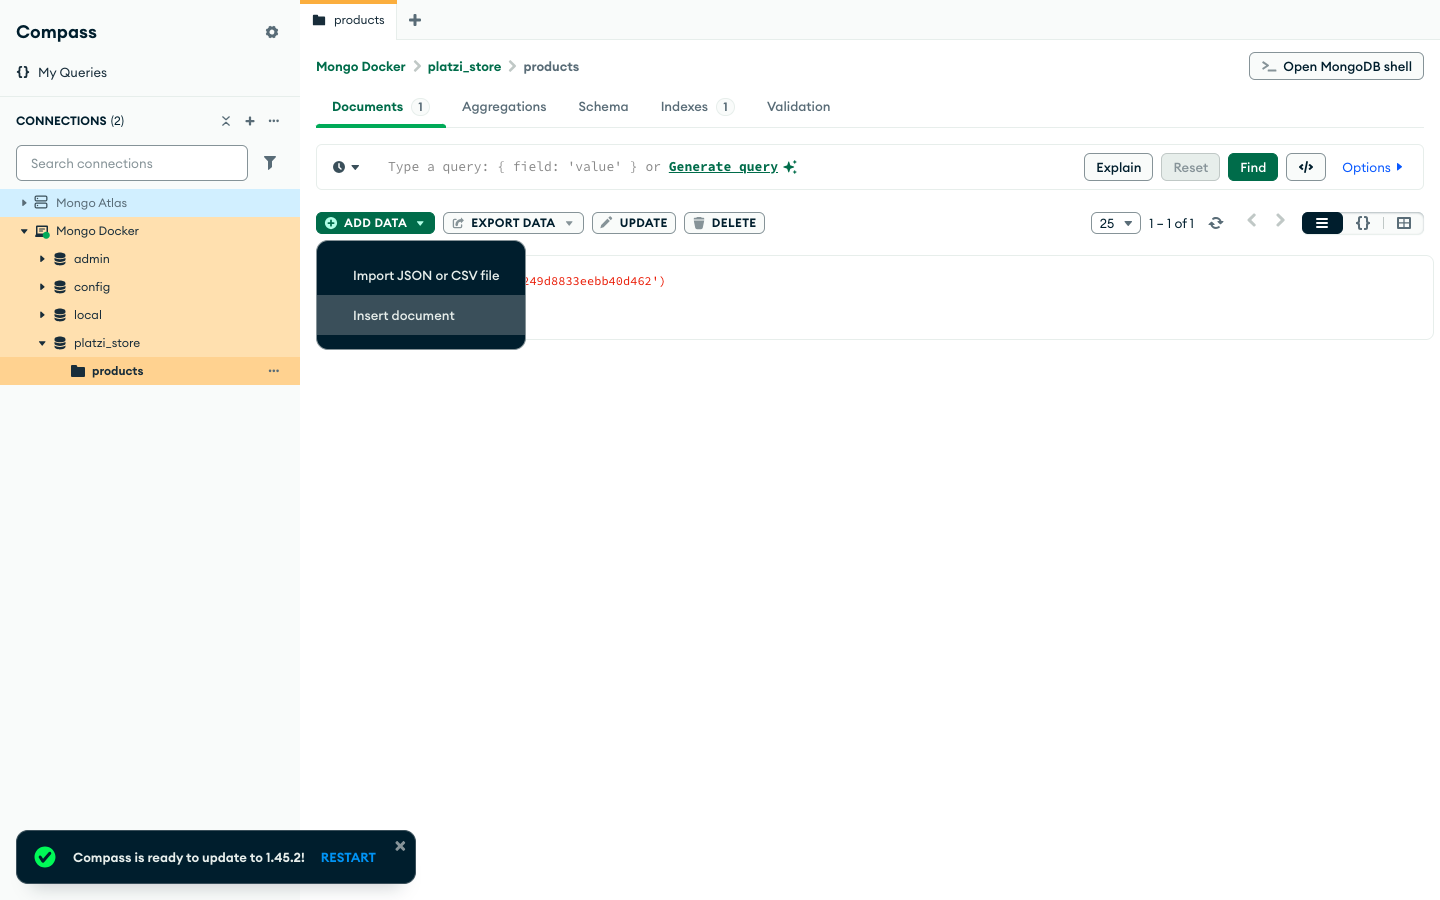 Compass
{} My Queries
CONNECTIONS (2)
Search connections
Mongo Atlas
Mongo Docker
admin
config
local
platzi_store
products
products
Mongo Docker > platzi_store > products
>_ Open MongoDB shell
Documents 1
Aggregations
Schema
Indexes 1
Validation
Type a query: { field: 'value' } or Generate query
Explain
Reset
Find
</>
Options
ADD DATA
EXPORT DATA
UPDATE
DELETE
25
1 – 1 of 1
{}
Import JSON or CSV file
Insert document
249d8833eebb40d462')
Compass is ready to update to 1.45.2! RESTART